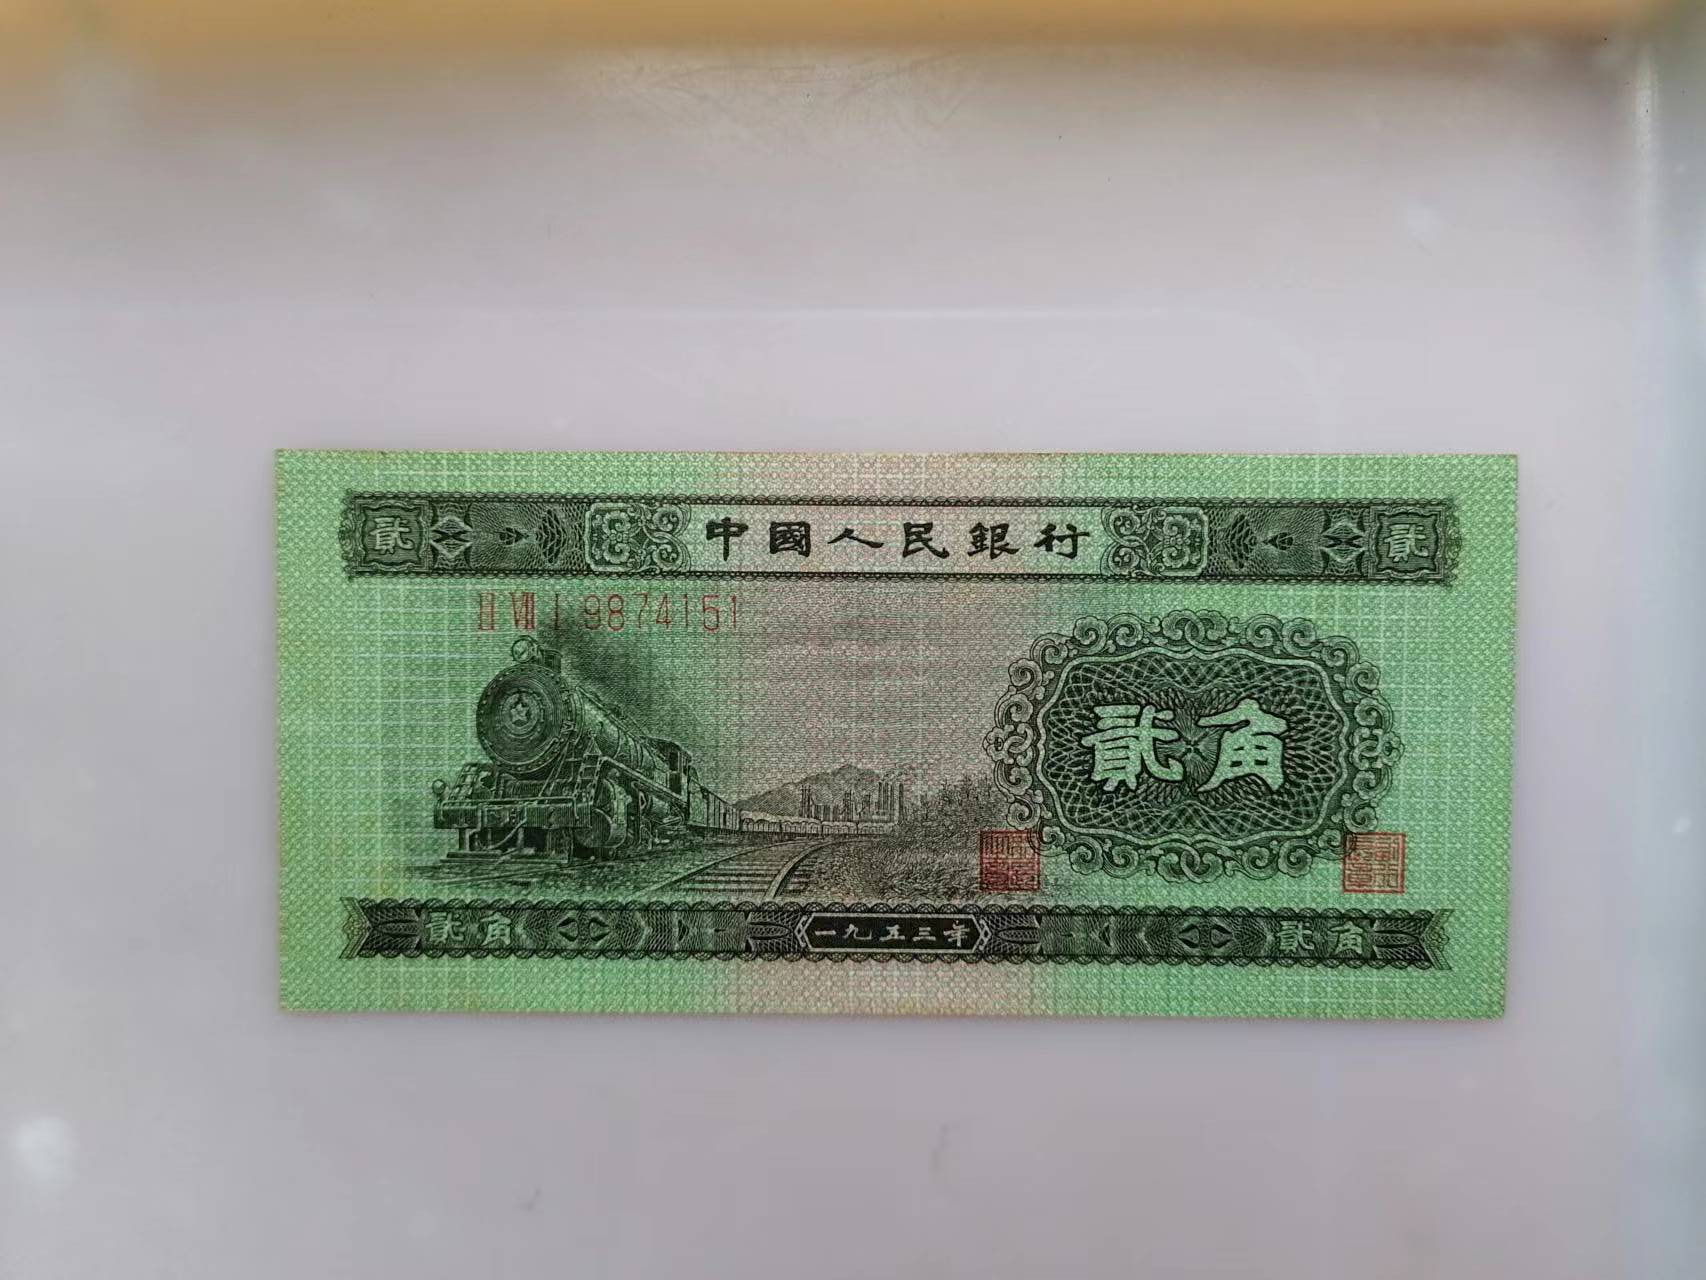 貳 中國人民銀行 貳
II VIII I 9874151
貳角
貳角 一九五三年 貳角